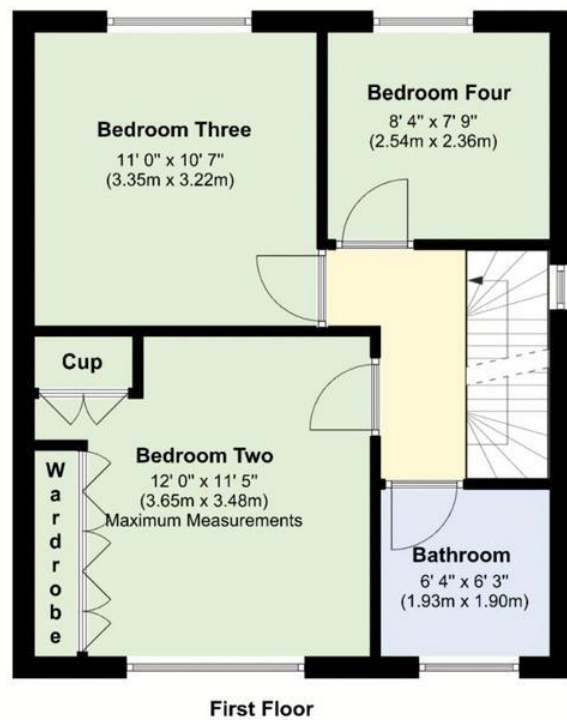 Bedroom Three
11' 0" x 10' 7"
(3.35m x 3.22m)
Bedroom Four
8' 4" x 7' 9"
(2.54m x 2.36m)
Cup
Wardrobe
Bedroom Two
12' 0" x 11' 5"
(3.65m x 3.48m)
Maximum Measurements
Bathroom
6' 4" x 6' 3"
(1.93m x 1.90m)
First Floor